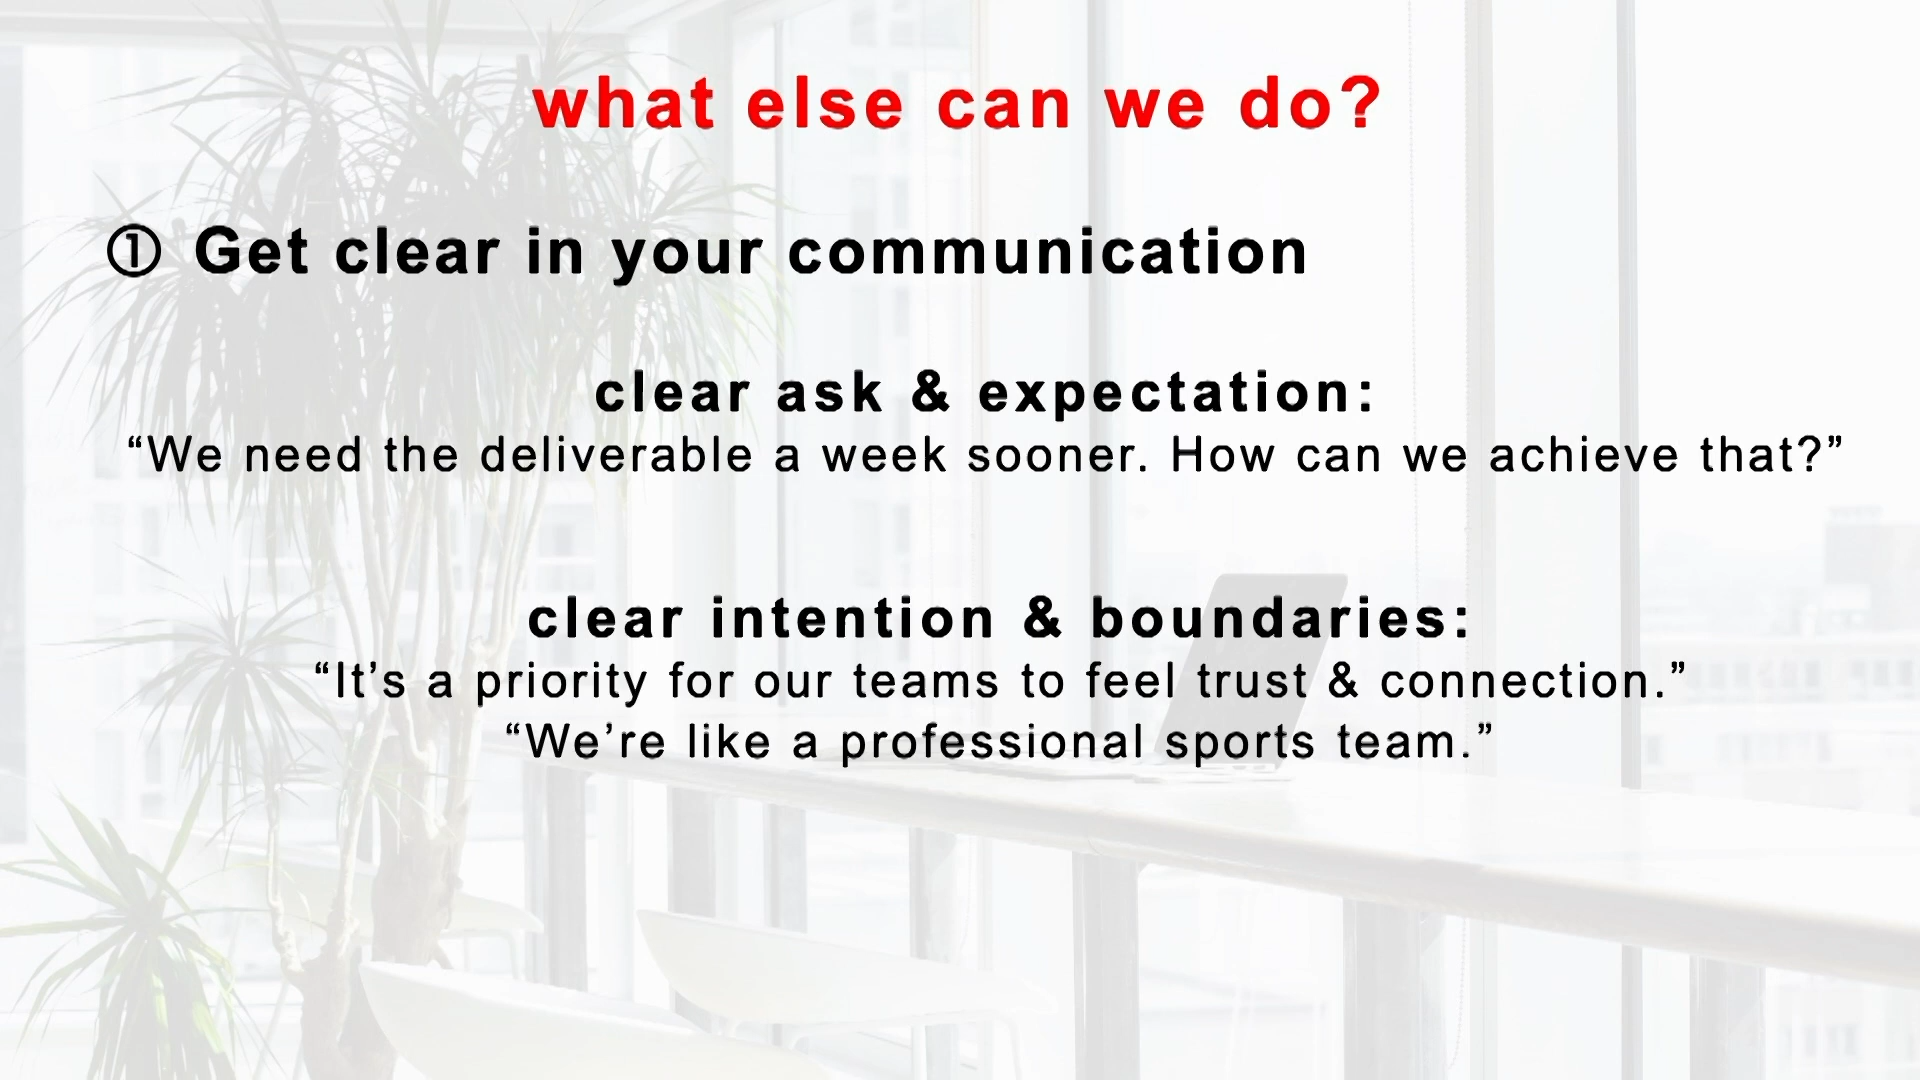 what else can we do?
① Get clear in your communication
clear ask & expectation:
“We need the deliverable a week sooner. How can we achieve that?”
clear intention & boundaries:
“It’s a priority for our teams to feel trust & connection.”
“We’re like a professional sports team.”